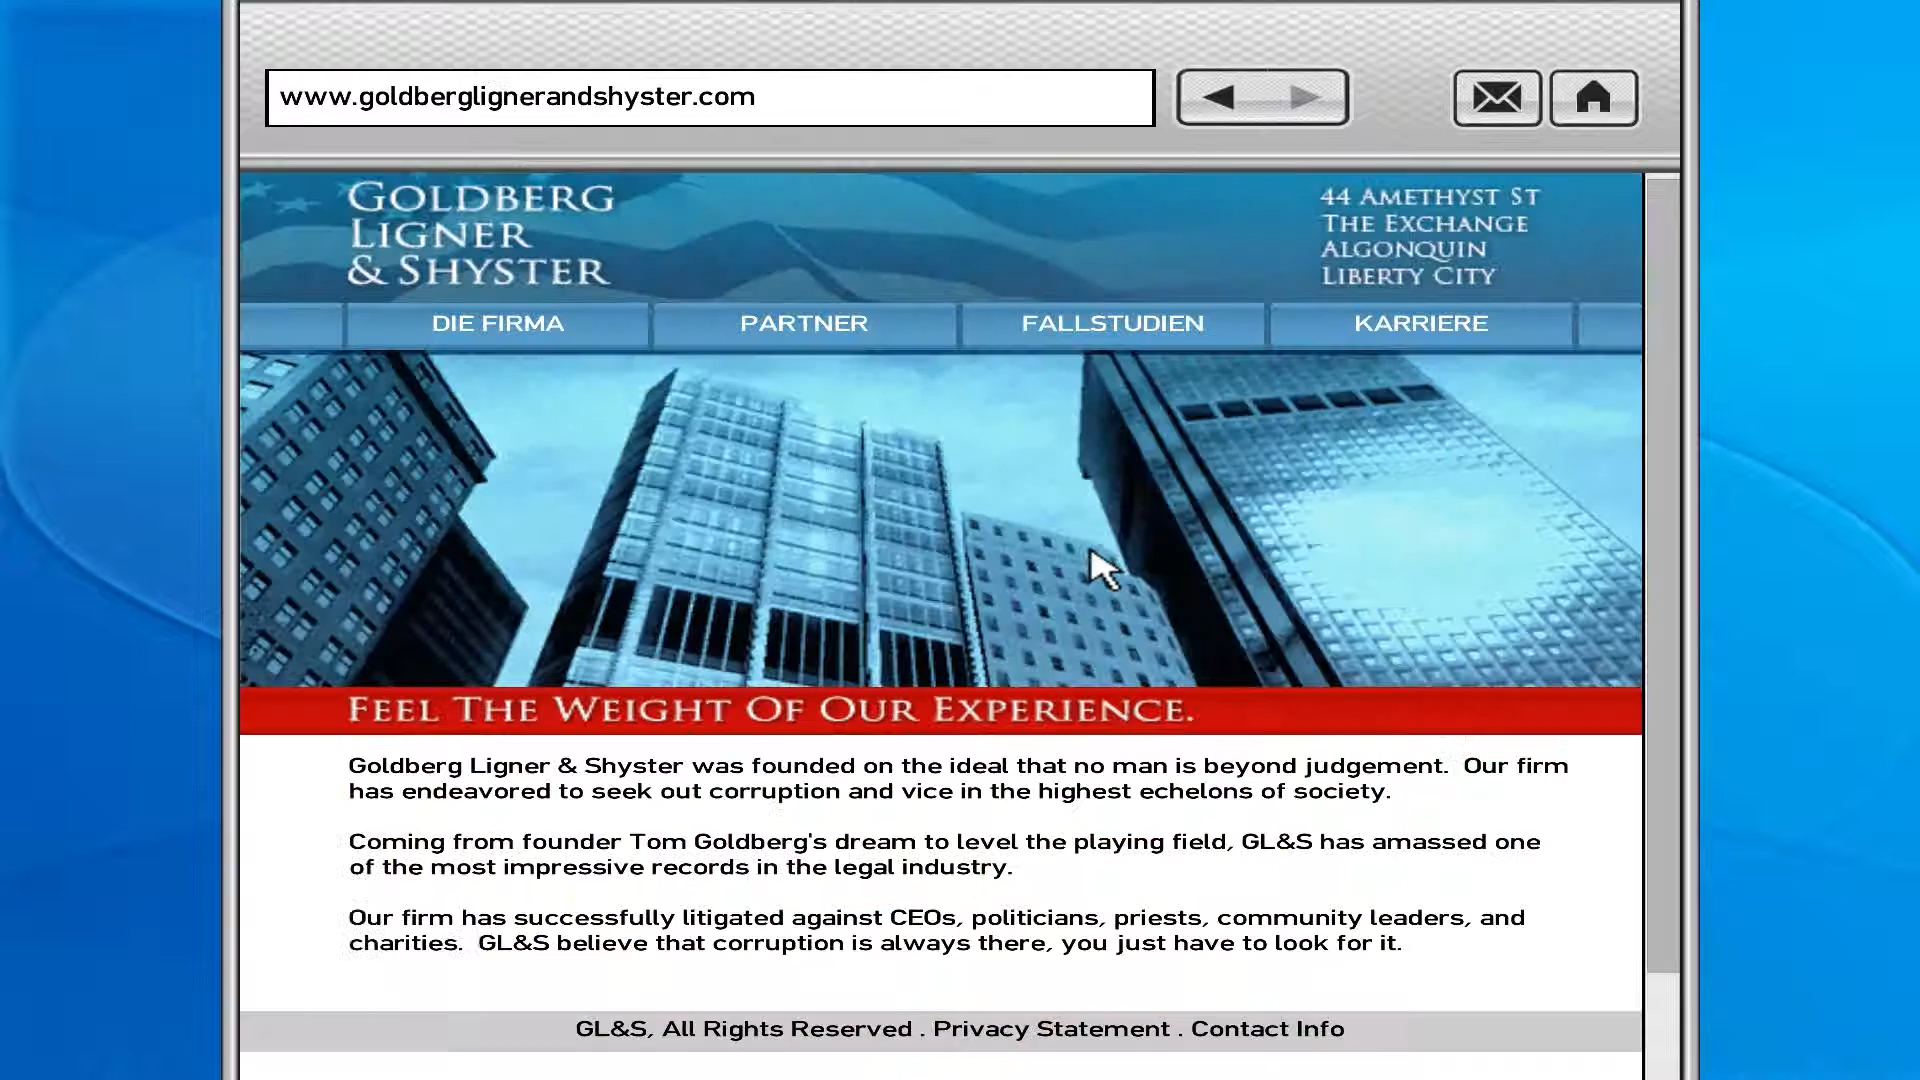 www.goldberglignerandshyster.com
GOLDBERG
LIGNER
& SHYSTER
44 AMETHYST ST
THE EXCHANGE
ALGONQUIN
LIBERTY CITY
DIE FIRMA
PARTNER
FALLSTUDIEN
KARRIERE
FEEL THE WEIGHT OF OUR EXPERIENCE.
Goldberg Ligner & Shyster was founded on the ideal that no man is beyond judgement. Our firm
has endeavored to seek out corruption and vice in the highest echelons of society.
Coming from founder Tom Goldberg's dream to level the playing field, GL&S has amassed one
of the most impressive records in the legal industry.
Our firm has successfully litigated against CEOs, politicians, priests, community leaders, and
charities. GL&S believe that corruption is always there, you just have to look for it.
GL&S, All Rights Reserved . Privacy Statement . Contact Info